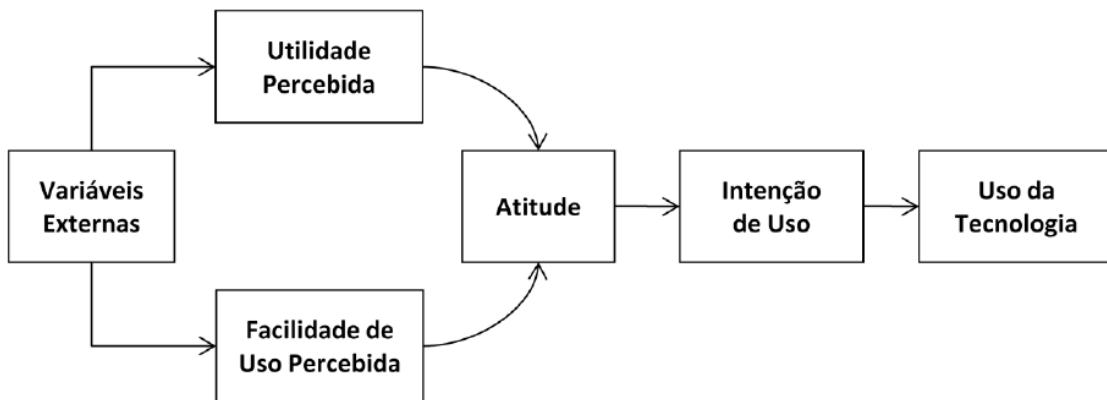 Utilidade
Percebida
Variáveis
Externas
Atitude
Intenção
de Uso
Uso da
Tecnologia
Facilidade de
Uso Percebida